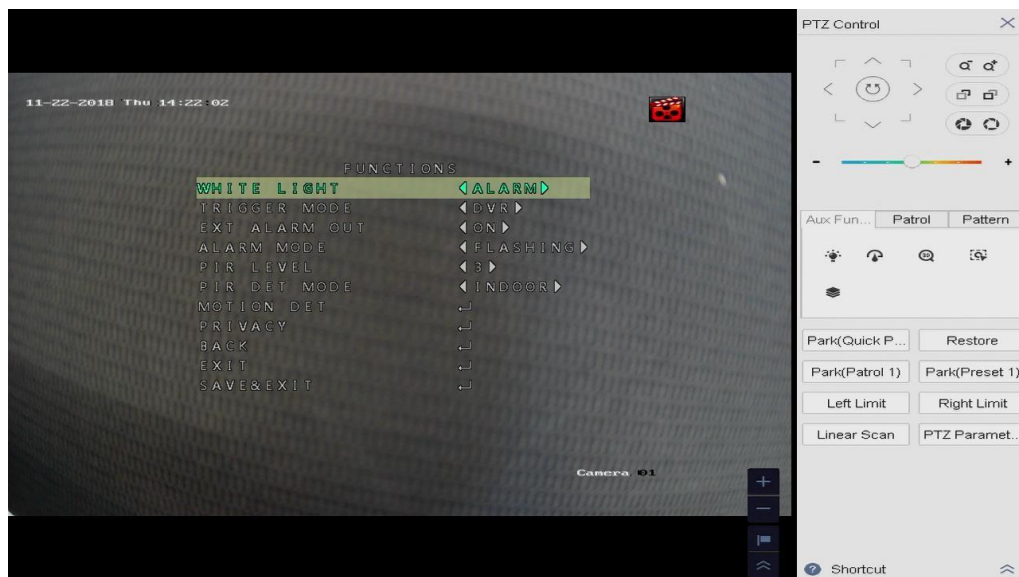 PTZ Control
11-22-2018 Thu 14:22:02
FUNCTIONS
WHITE LIGHT ALARM
TRIGGER MODE DVR
EXT ALARM OUT ON
ALARM MODE FLASHING
PIR LEVEL 3
PIR DET MODE INDOOR
MOTION DET
PRIVACY
BACK
EXIT
SAVE&EXIT
Camera 01
- +
Aux Fun... Patrol Pattern
3D
Park(Quick P... Restore
Park(Patrol 1) Park(Preset 1)
Left Limit Right Limit
Linear Scan PTZ Paramet..
? Shortcut